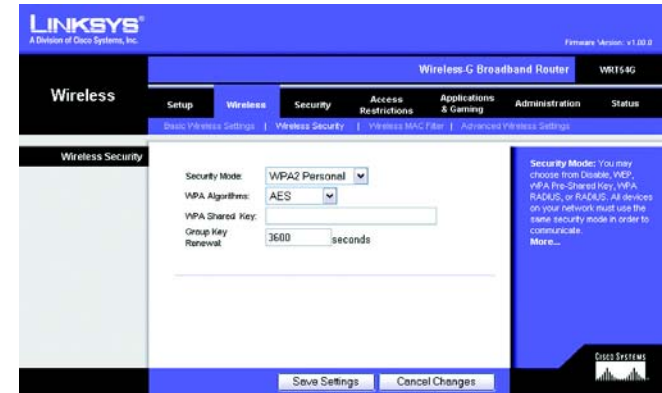 LINKSYS®
A Division of Cisco Systems, Inc.
Firmware Version: v1.00.0
Wireless-G Broadband Router WRT54G
Wireless
Setup Wireless Security Access Restrictions Applications & Gaming Administration Status
Basic Wireless Settings | Wireless Security | Wireless MAC Filter | Advanced Wireless Settings
Wireless Security
Security Mode: WPA2 Personal
WPA Algorithms: AES
WPA Shared Key:
Group Key Renewal: 3600 seconds
Security Mode: You may
choose from Disable, WEP,
WPA Pre-Shared Key, WPA
RADIUS, or RADIUS. All devices
on your network must use the
same security mode in order to
communicate.
More...
Save Settings Cancel Changes
CISCO SYSTEMS